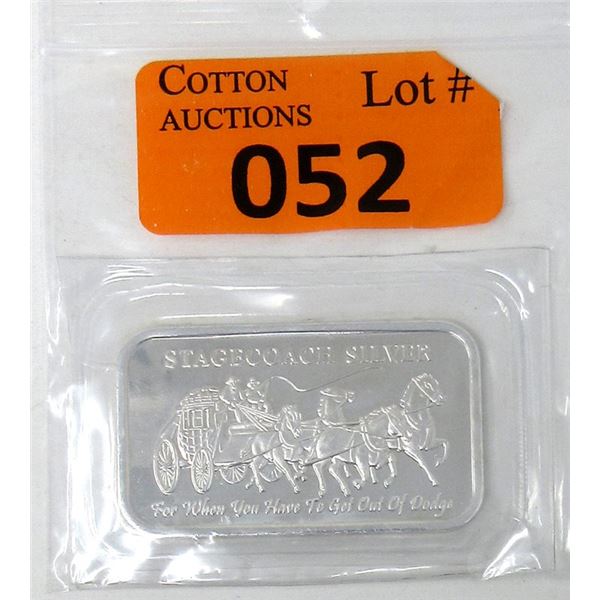 COTTON
AUCTIONS
Lot #
052
STAGECOACH SILVER
For When You Have To Get Out Of Dodge